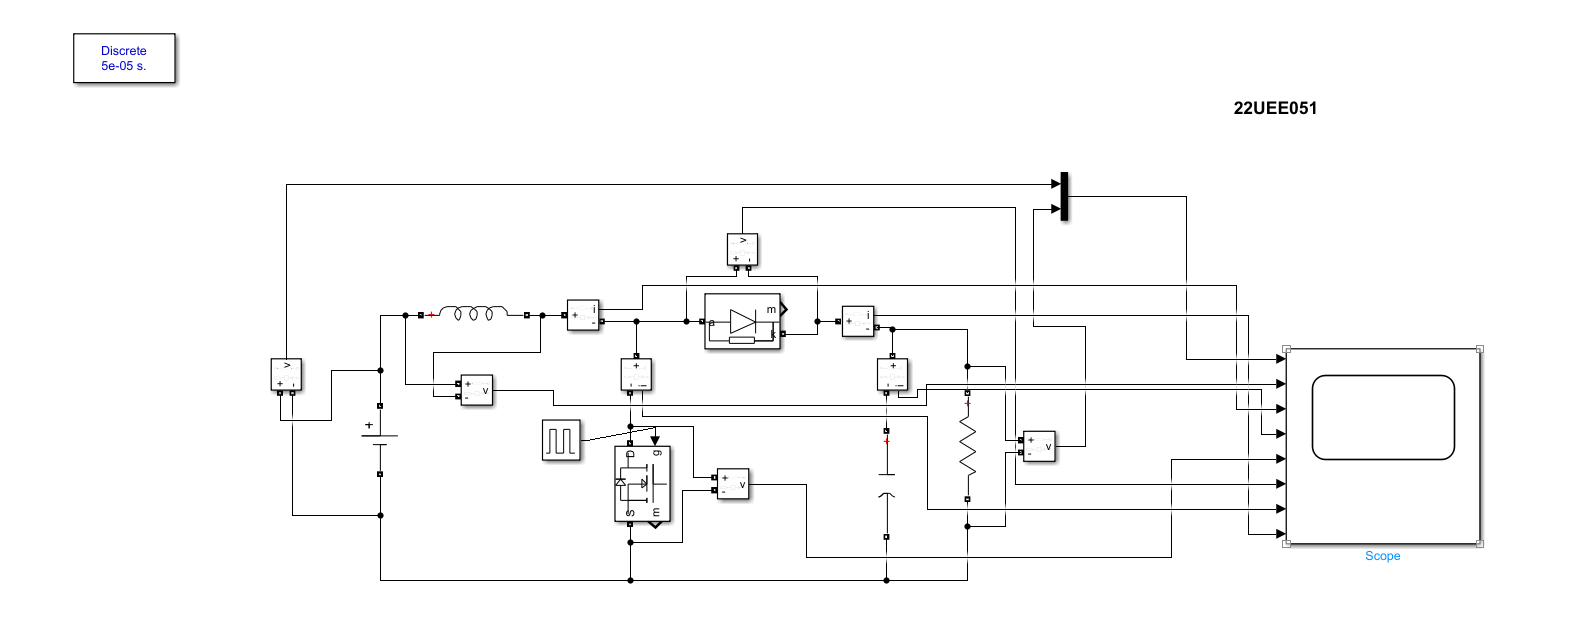 Discrete
5e-05 s.
22UEE051
v
+ -
i
+
-
a
m
k
i
+
-
v
+ -
+
- i
+
- i
+
-
v
+
+
-
v
D
g
S
m
+
-
v
Scope